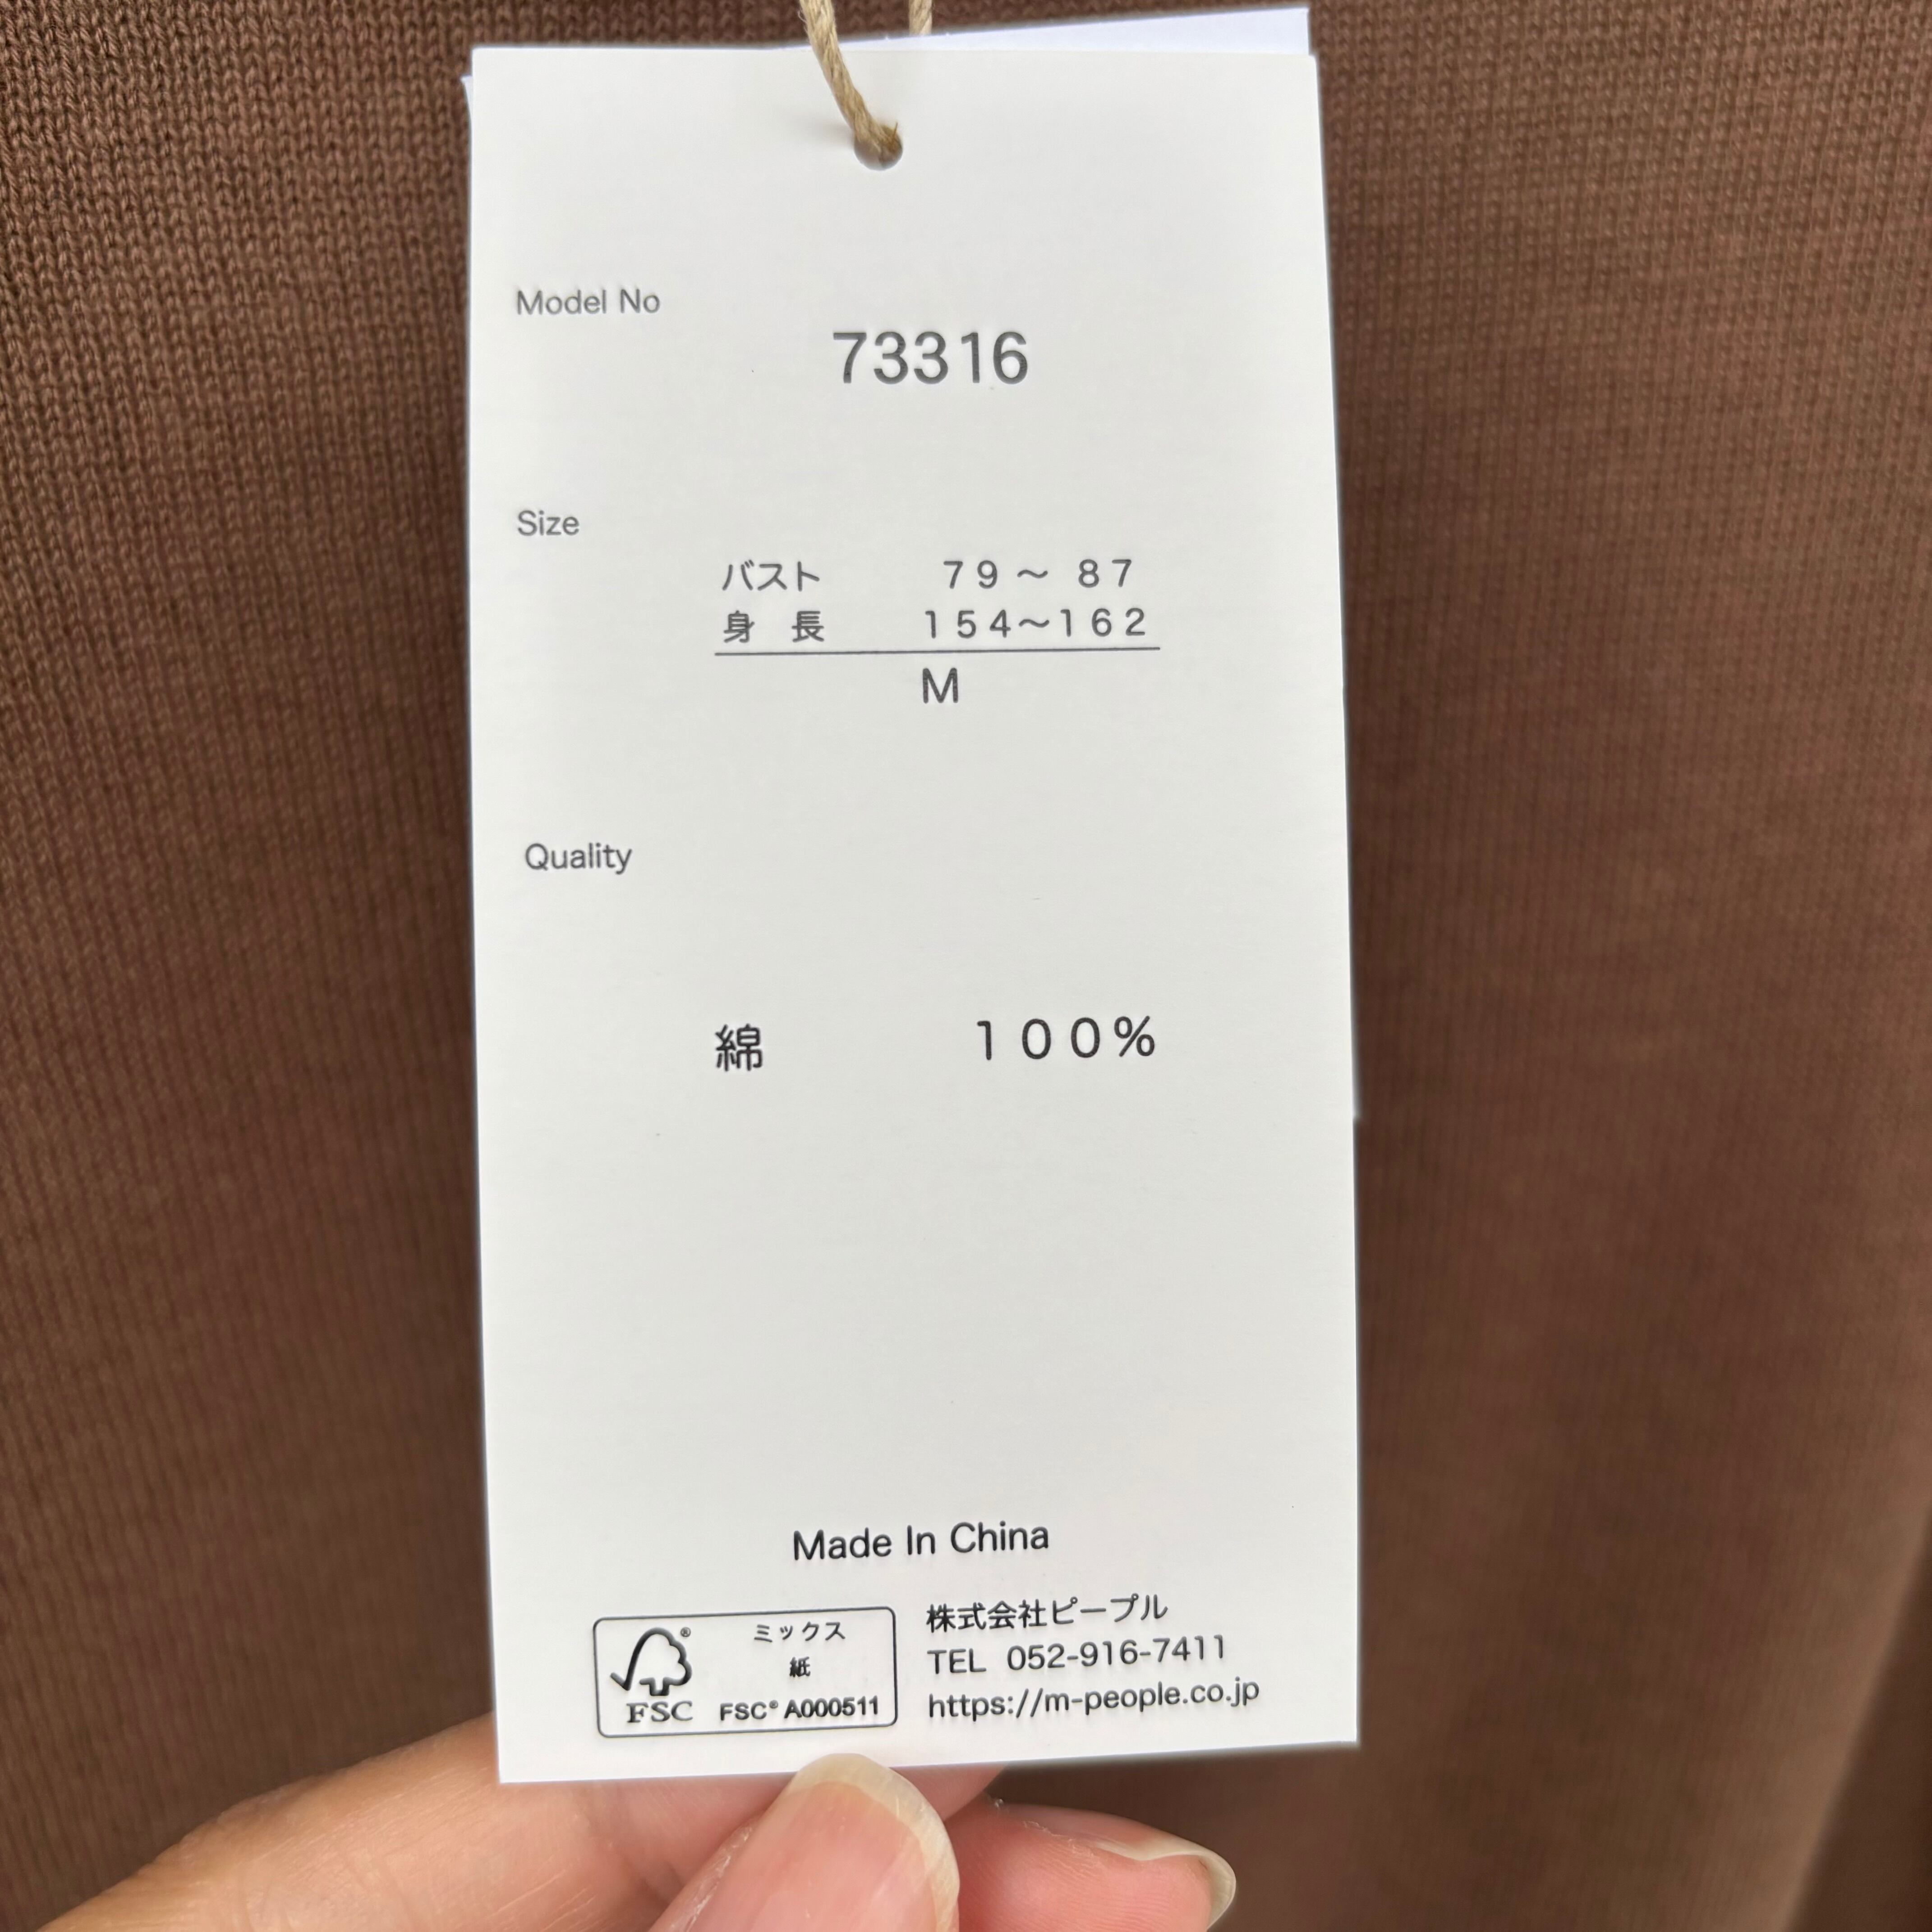 Model No
73316
Size
バスト 79～87
身長 154～162
M
Quality
綿 100%
Made In China
ミックス
紙
FSC® A000511
FSC
®
株式会社ピープル
TEL 052-916-7411
https://m-people.co.jp